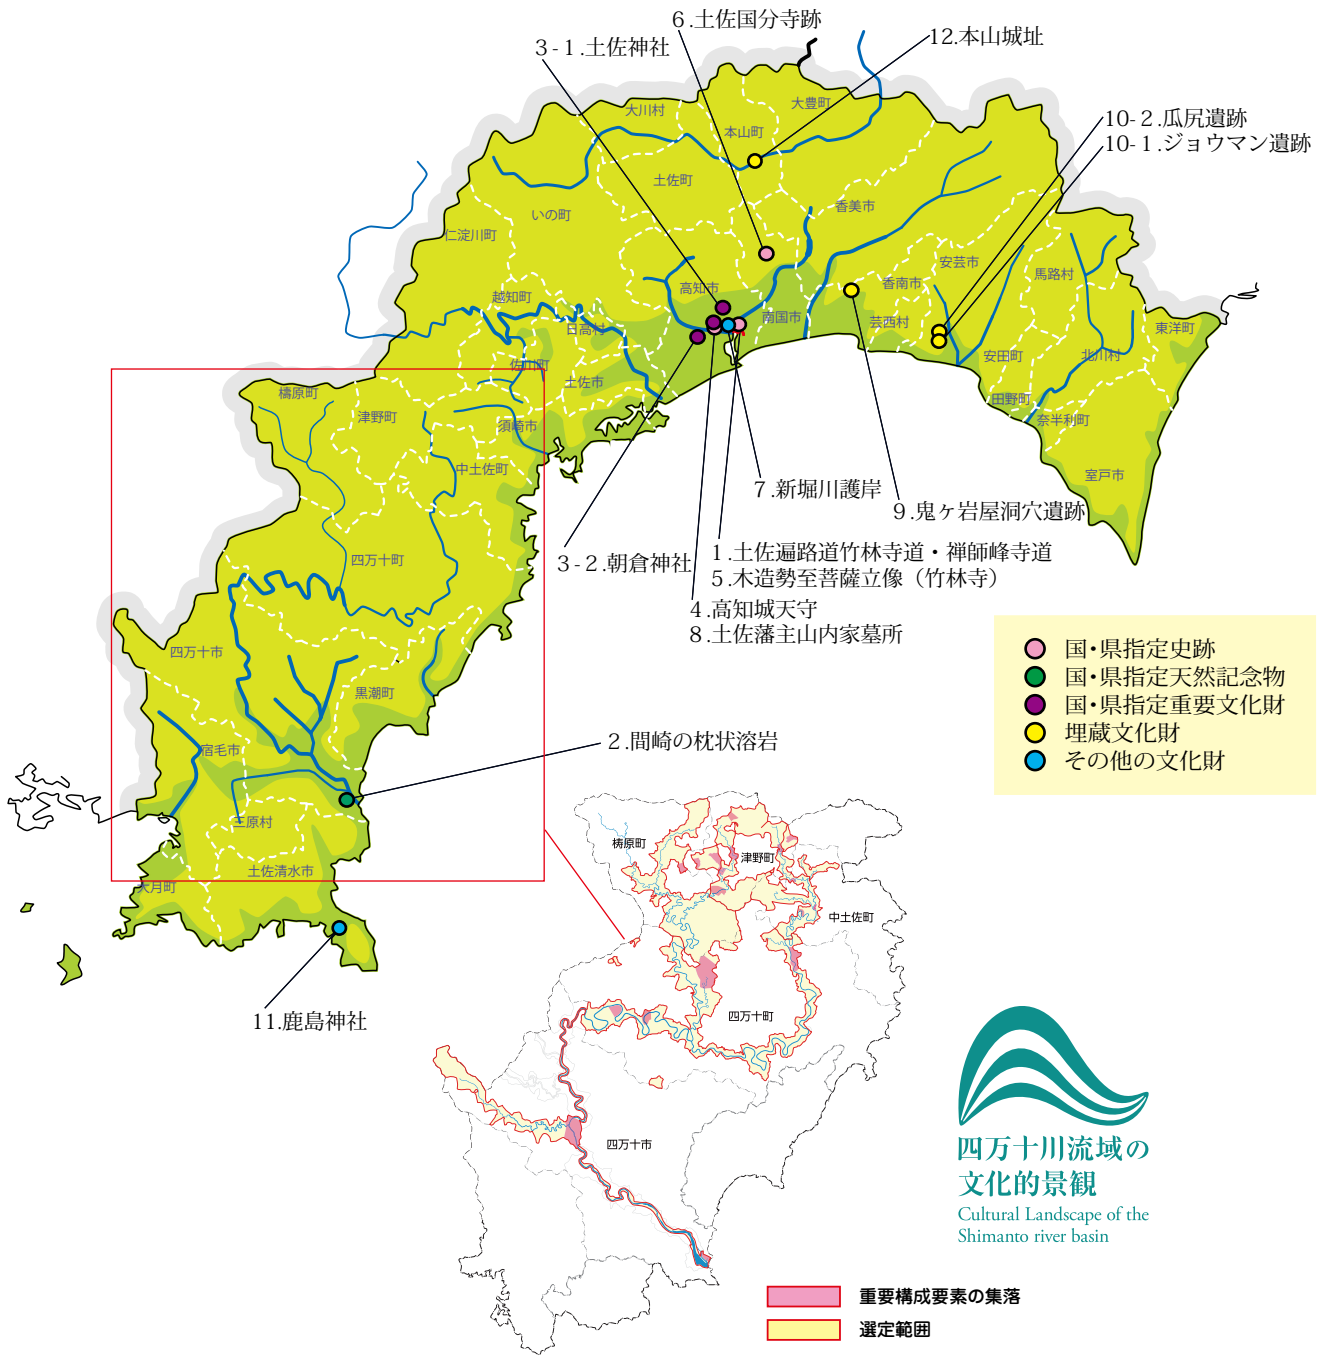 6.土佐国分寺跡
3-1.土佐神社
12.本山城址
10-2.瓜尻遺跡
10-1.ジョウマン遺跡
大川村
大豊町
本山町
土佐町
いの町
香美市
仁淀川町
安芸市
馬路村
香南市
高知市
越知町
南国市
芸西村
日高村
東洋町
安田町
北川村
佐川町
土佐市
檮原町
津野町
田野町
奈半利町
須崎市
中土佐町
室戸市
7.新堀川護岸
9.鬼ヶ岩屋洞穴遺跡
3-2.朝倉神社
1.土佐遍路道竹林寺道・禅師峰寺道
5.木造勢至菩薩立像（竹林寺）
4.高知城天守
8.土佐藩主山内家墓所
四万十町
四万十市
黒潮町
宿毛市
三原村
土佐清水市
大月町
2.間崎の枕状溶岩
11.鹿島神社
国・県指定史跡
国・県指定天然記念物
国・県指定重要文化財
埋蔵文化財
その他の文化財
梼原町
津野町
中土佐町
四万十町
四万十市
四万十川流域の
文化的景観
Cultural Landscape of the
Shimanto river basin
重要構成要素の集落
選定範囲